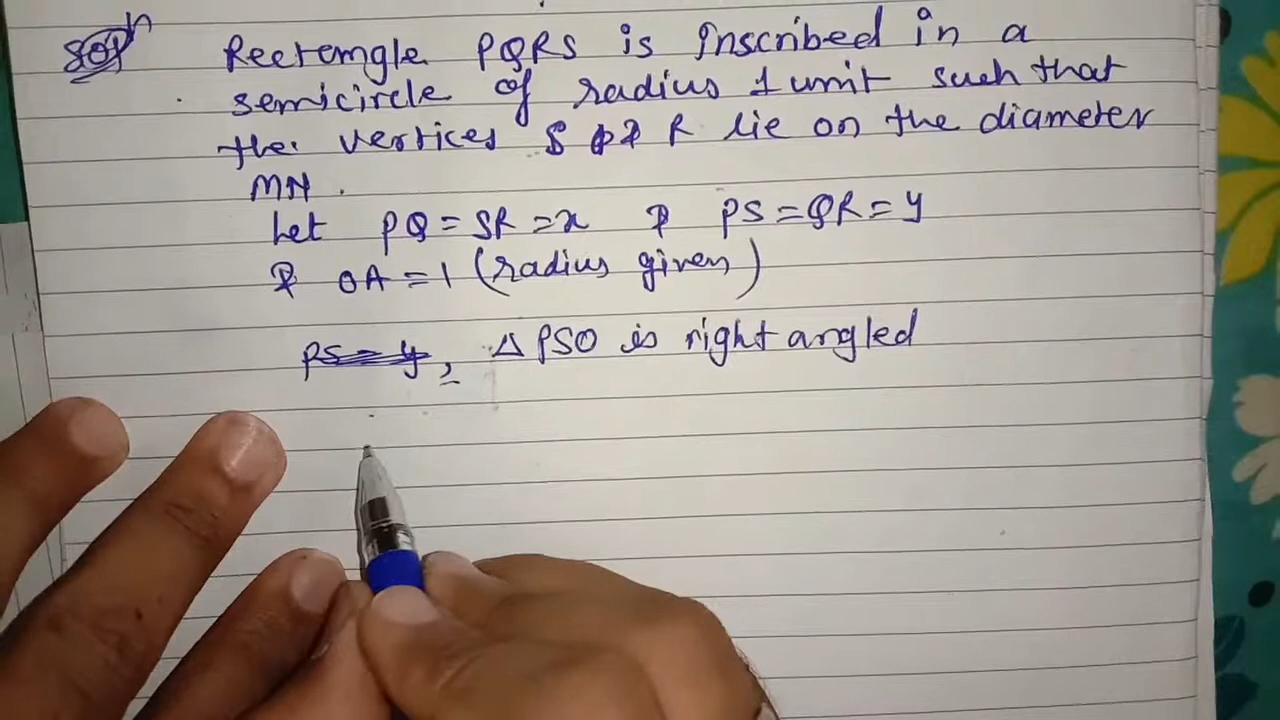 Solⁿ Rectangle PQRS is inscribed in a
semicircle of radius 1 unit such that
the vertices S & R lie on the diameter
MN.
Let PQ = SR = x & PS = QR = y
& OA = 1 (radius given)
PS = y, △ PSO is right angled